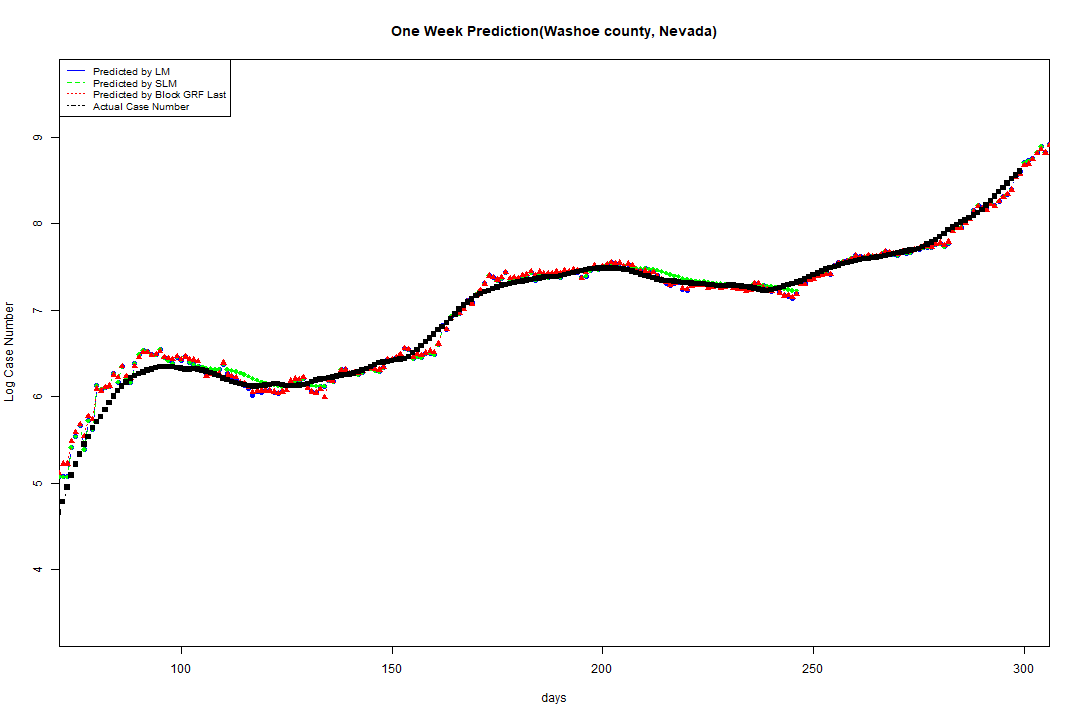 One Week Prediction(Washoe county, Nevada)
Predicted by LM
Predicted by SLM
Predicted by Block GRF Last
Actual Case Number
9
8
7
6
5
4
Log Case Number
100 150 200 250 300
days